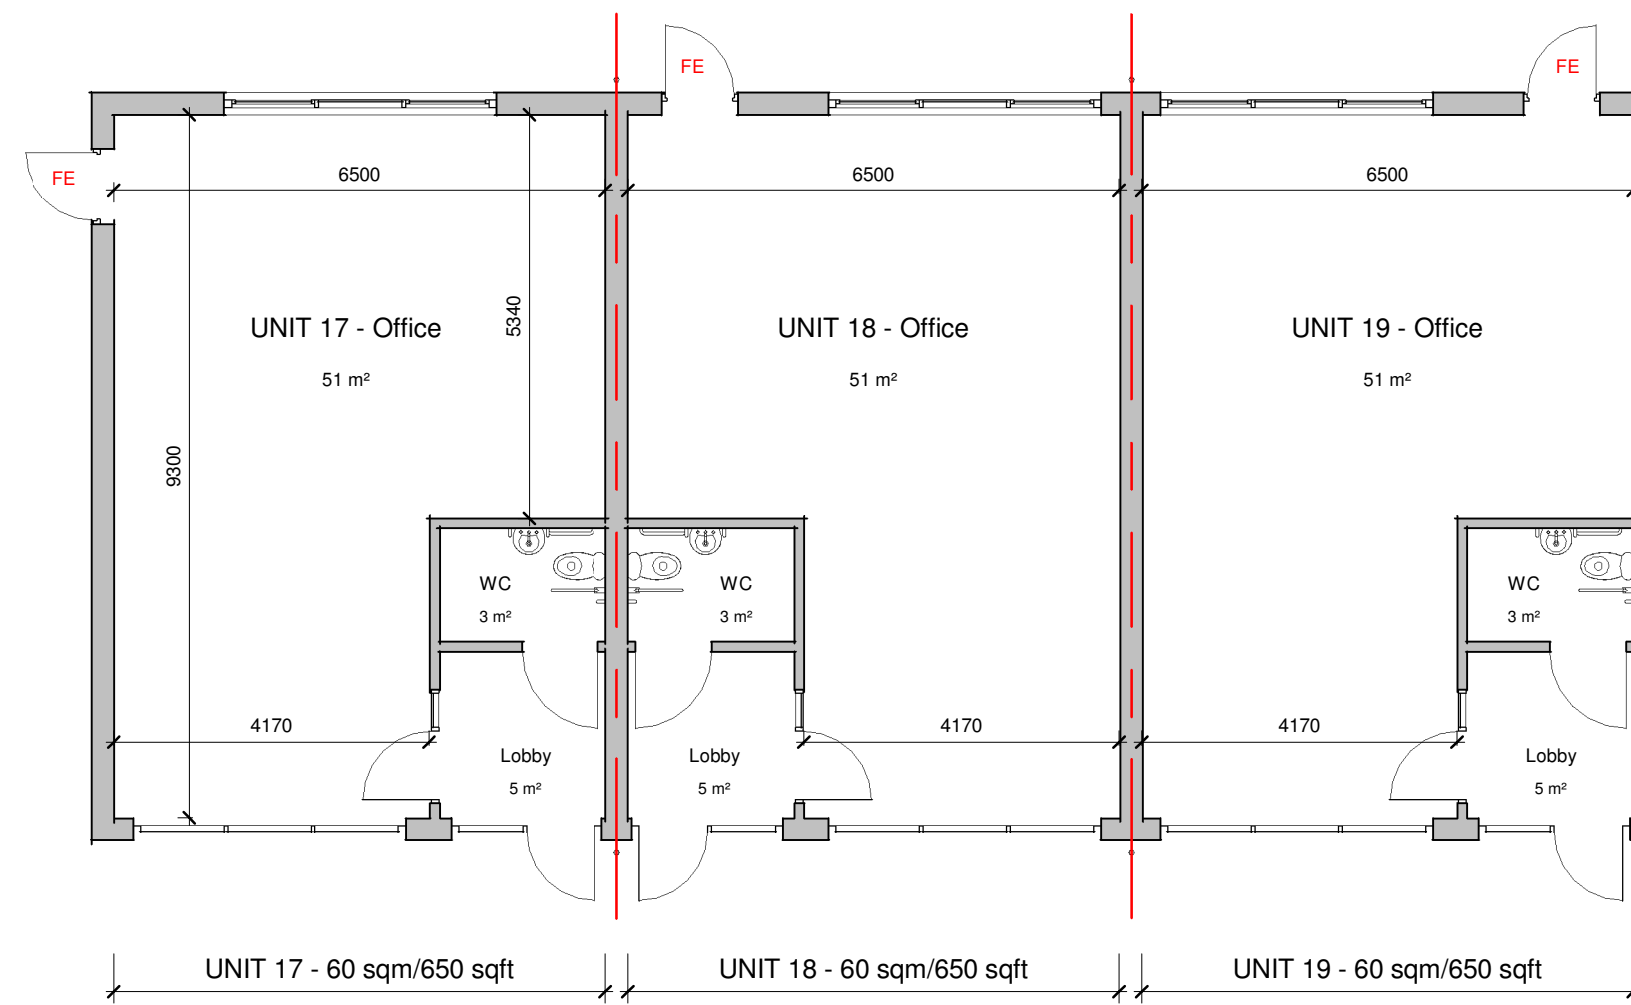 FE
FE
FE
6500
6500
6500
5340
9300
UNIT 17 - Office
51 m²
UNIT 18 - Office
51 m²
UNIT 19 - Office
51 m²
WC
3 m²
WC
3 m²
WC
3 m²
4170
4170
4170
Lobby
5 m²
Lobby
5 m²
Lobby
5 m²
UNIT 17 - 60 sqm/650 sqft
UNIT 18 - 60 sqm/650 sqft
UNIT 19 - 60 sqm/650 sqft